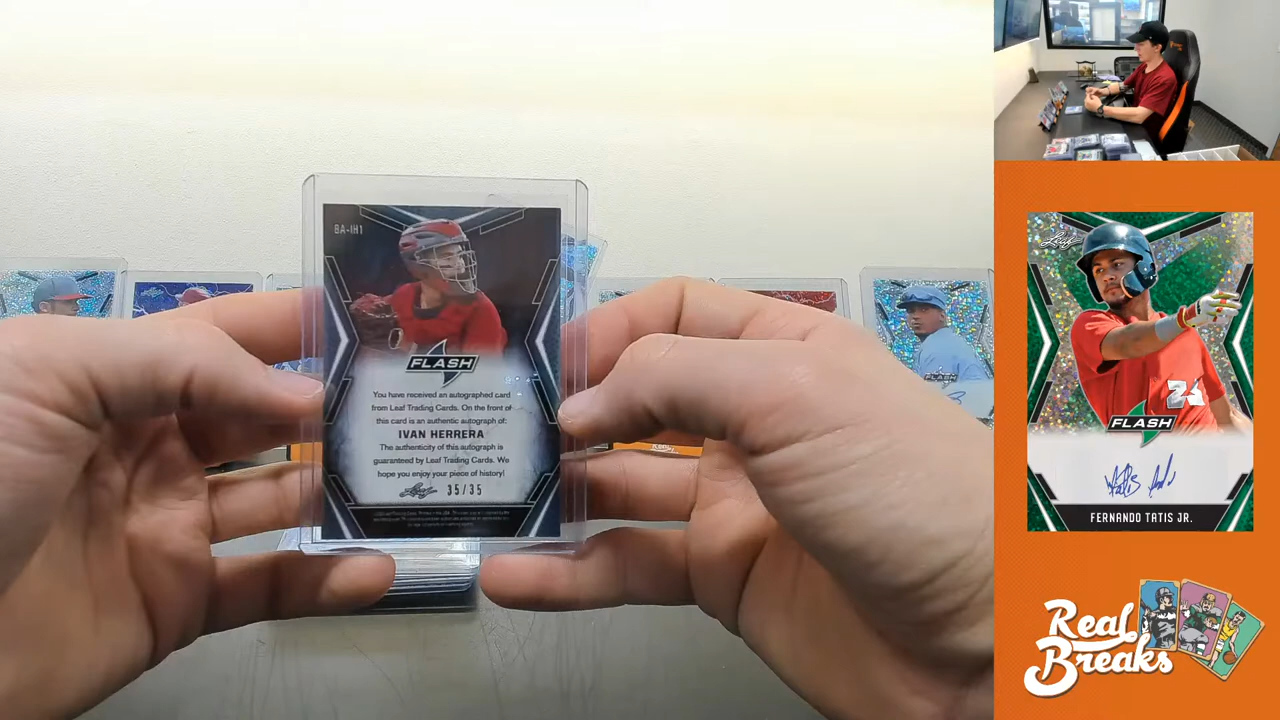 BA-IH1
FLASH
You have received an autographed card
from Leaf Trading Cards. On the front of
this card is an authentic autograph of:
IVAN HERRERA
The authenticity of this autograph is
guaranteed by Leaf Trading Cards. We
hope you enjoy your piece of history!
Leaf 35/35
Leaf
FLASH
FERNANDO TATIS JR.
Real
Breaks